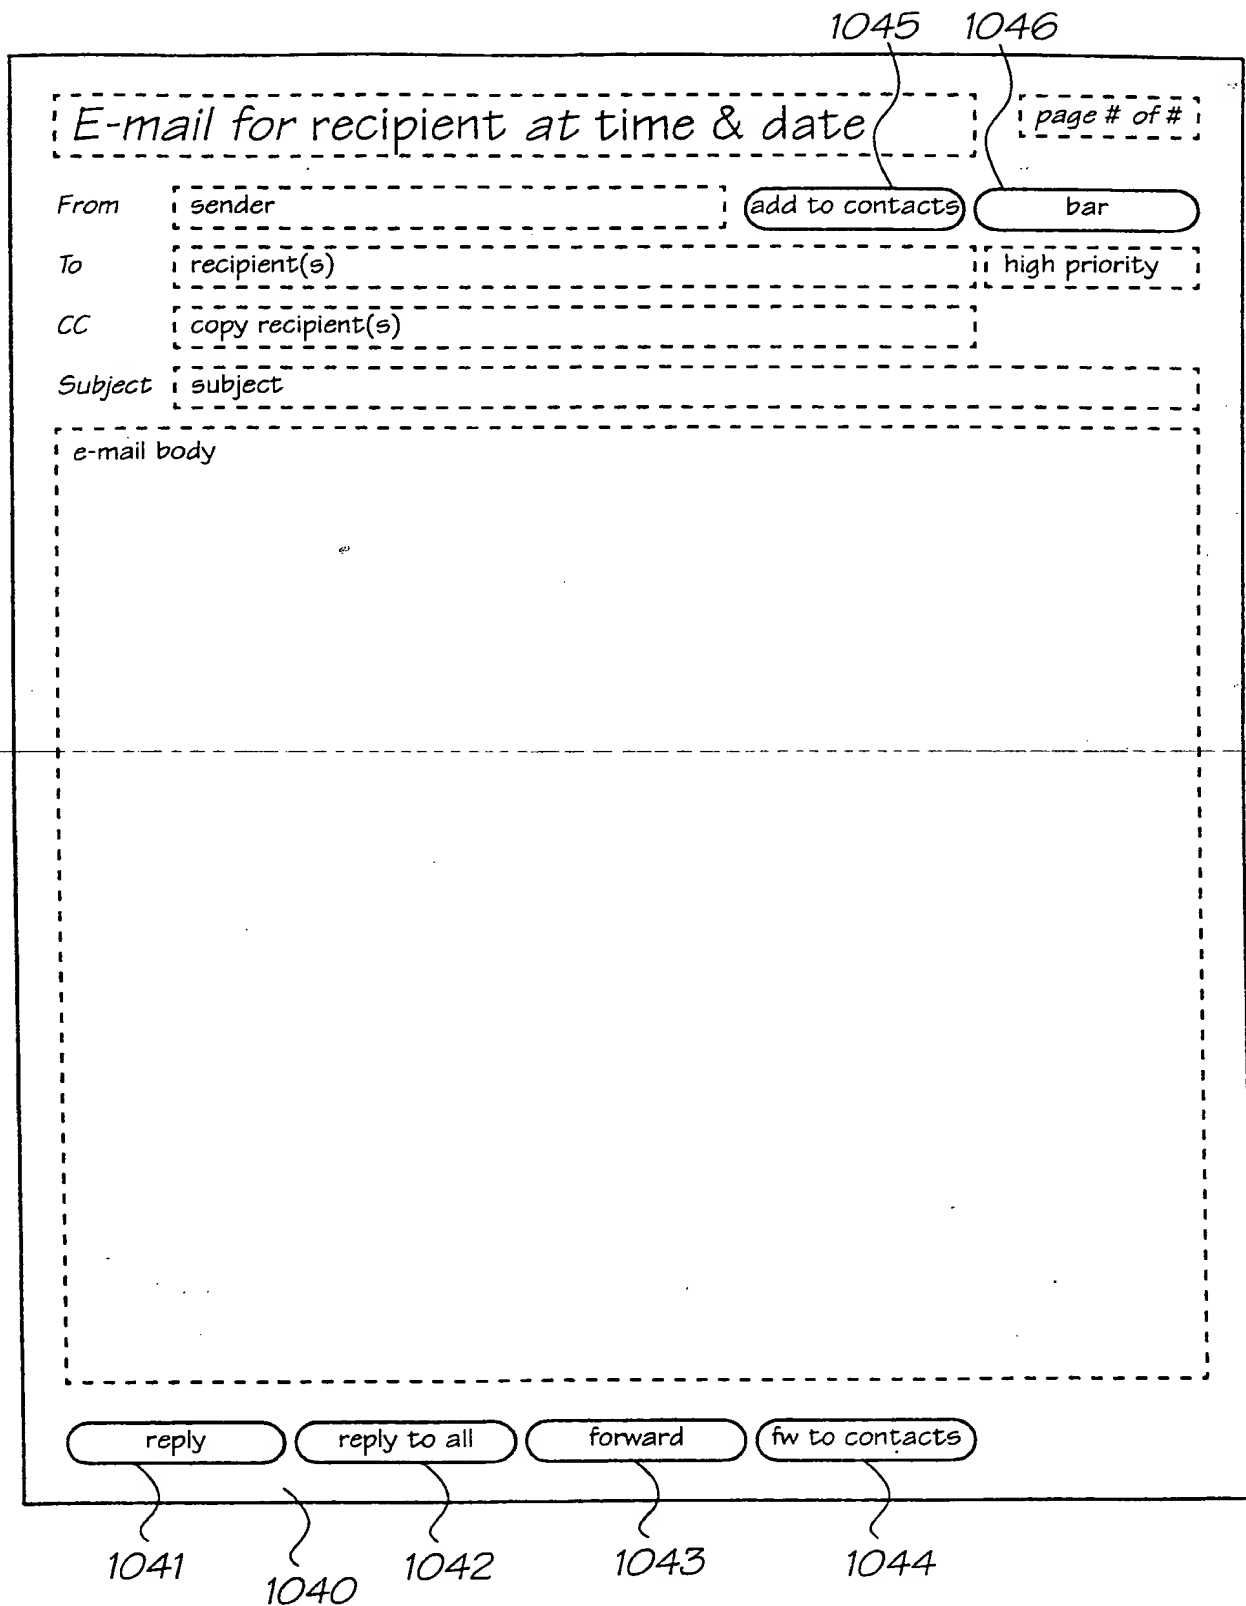 1045 1046
E-mail for recipient at time & date page # of #
From sender add to contacts bar
To recipient(s) high priority
CC copy recipient(s)
Subject subject
e-mail body
reply reply to all forward fw to contacts
1041 1040 1042 1043 1044